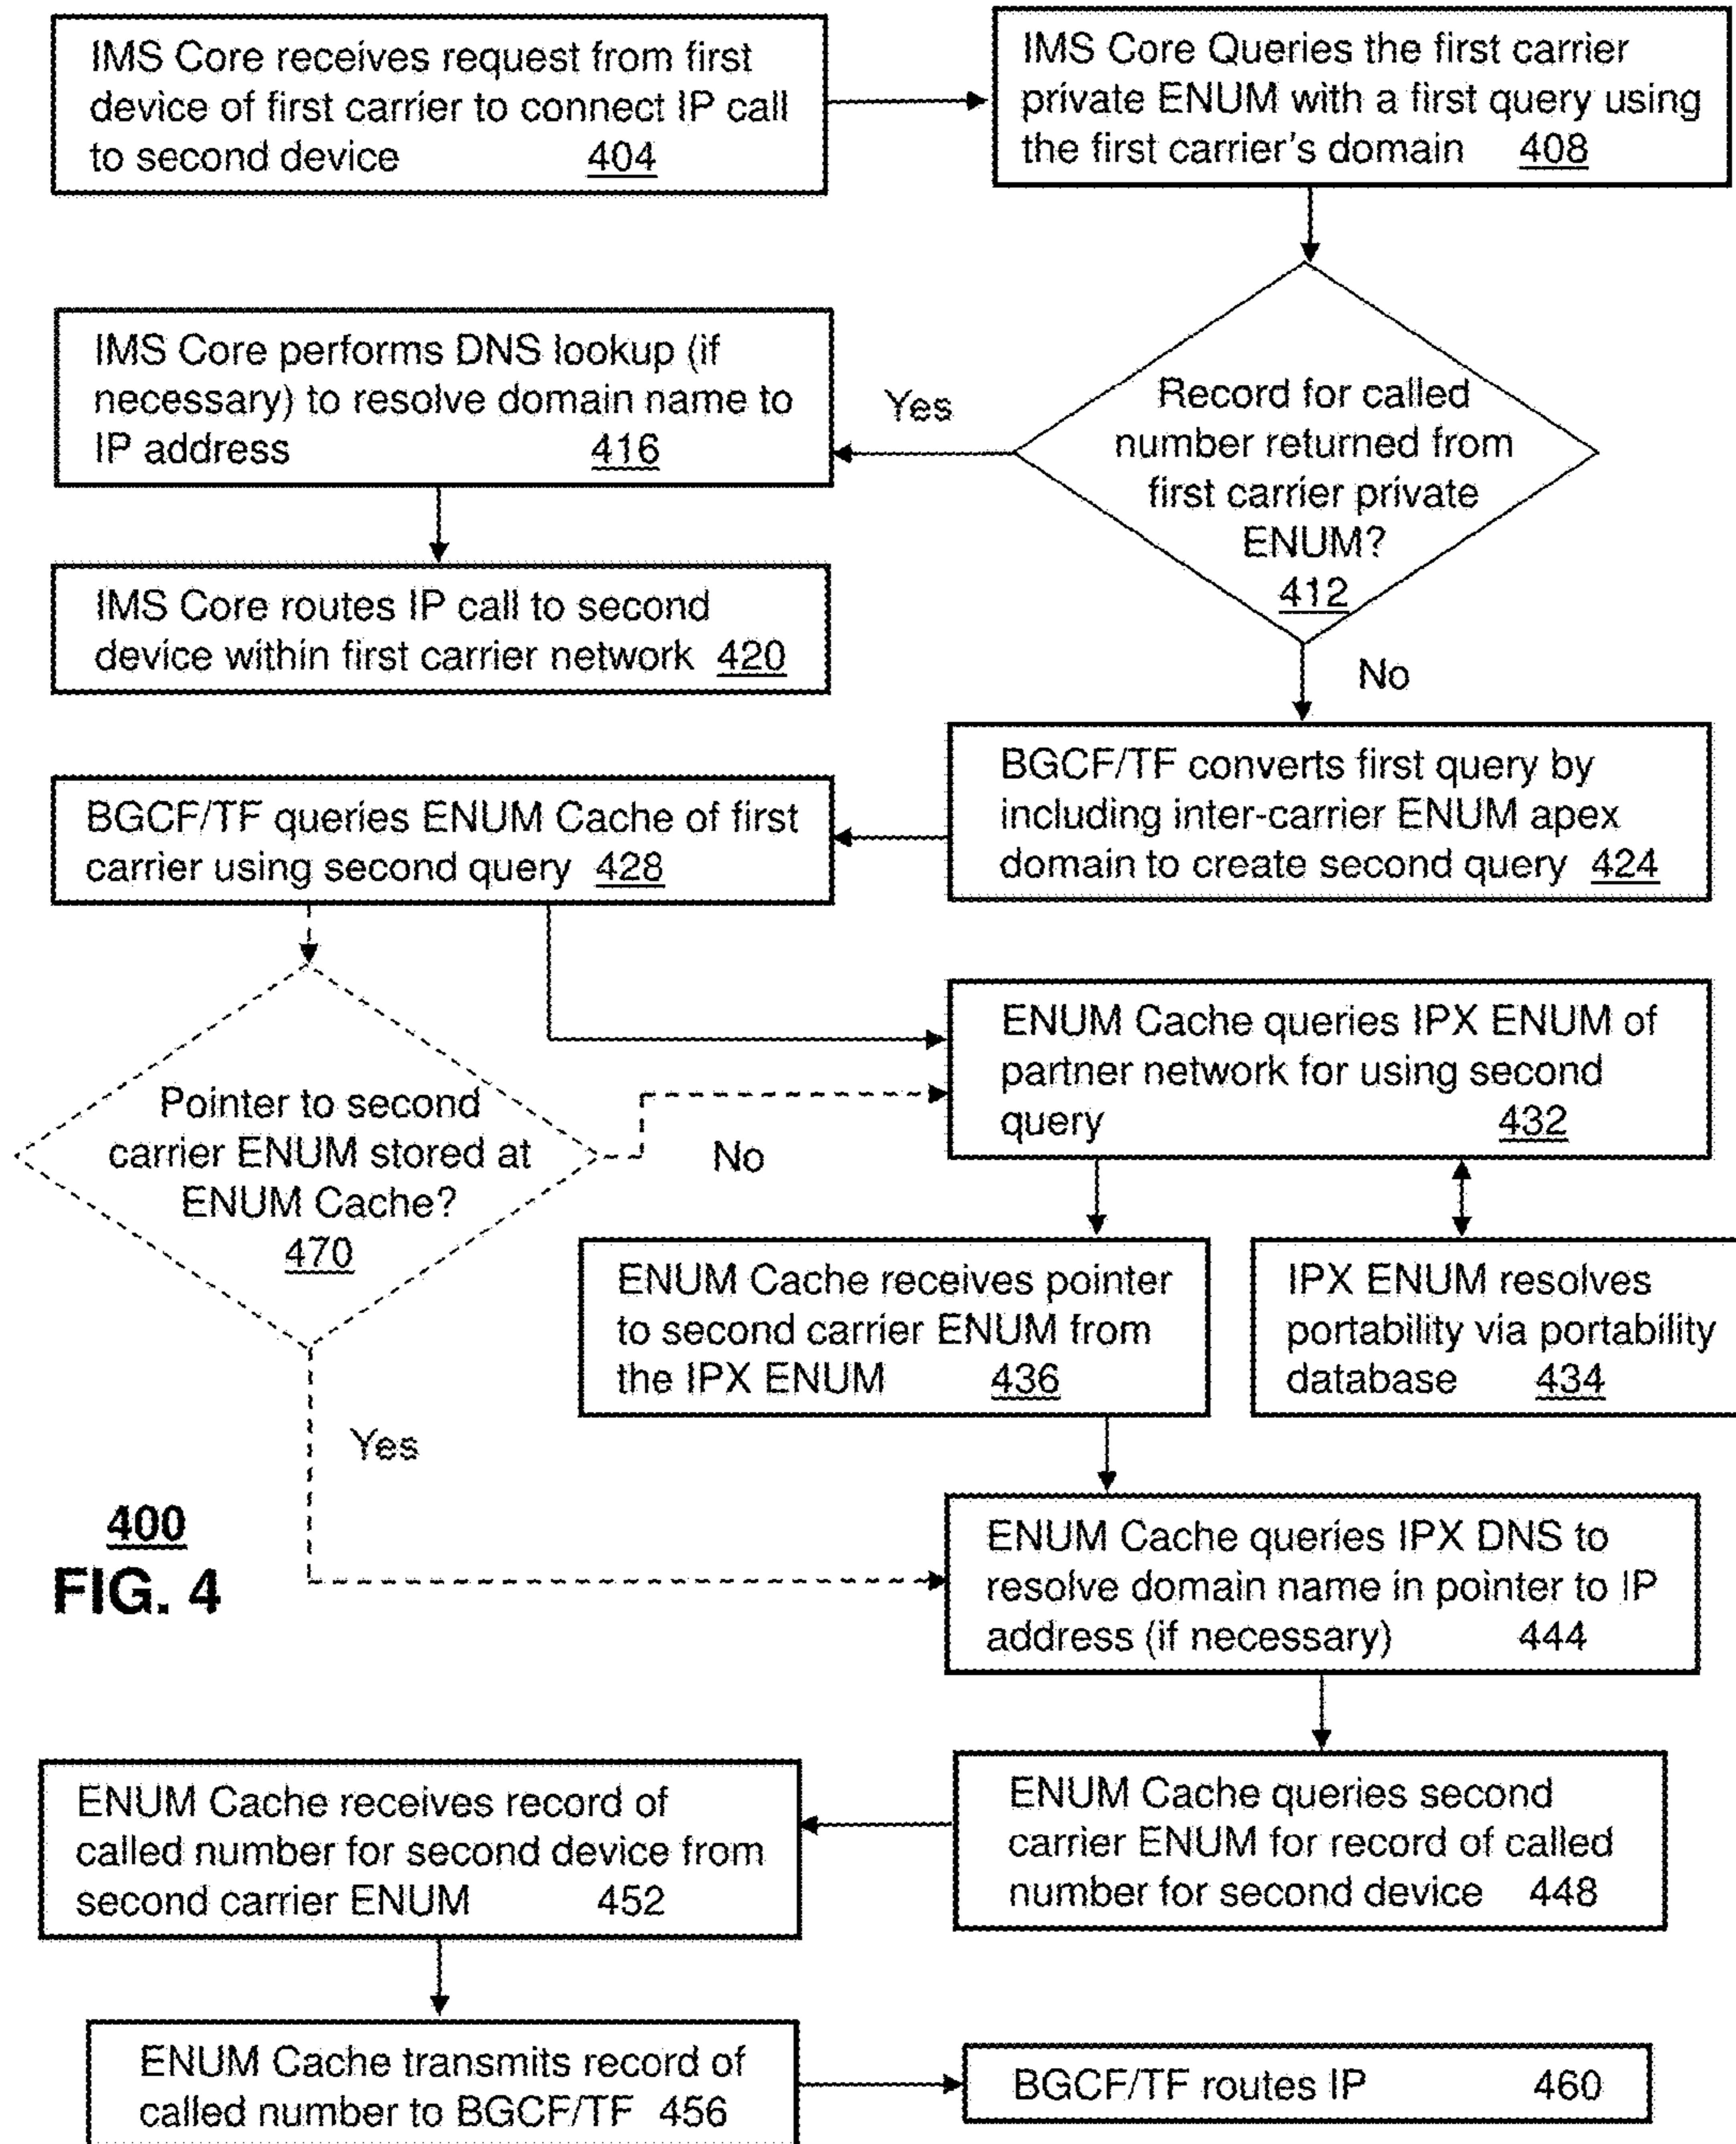 IMS Core receives request from first
device of first carrier to connect IP call
to second device 404
IMS Core Queries the first carrier
private ENUM with a first query using
the first carrier's domain 408
Record for called
number returned from
first carrier private
ENUM?
412
Yes
IMS Core performs DNS lookup (if
necessary) to resolve domain name to
IP address 416
IMS Core routes IP call to second
device within first carrier network 420
No
BGCF/TF converts first query by
including inter-carrier ENUM apex
domain to create second query 424
BGCF/TF queries ENUM Cache of first
carrier using second query 428
Pointer to second
carrier ENUM stored at
ENUM Cache?
470
No
Yes
ENUM Cache queries IPX ENUM of
partner network for using second
query 432
ENUM Cache receives pointer
to second carrier ENUM from
the IPX ENUM 436
IPX ENUM resolves
portability via portability
database 434
400
FIG. 4
ENUM Cache queries IPX DNS to
resolve domain name in pointer to IP
address (if necessary) 444
ENUM Cache queries second
carrier ENUM for record of called
number for second device 448
ENUM Cache receives record of
called number for second device from
second carrier ENUM 452
ENUM Cache transmits record of
called number to BGCF/TF 456
BGCF/TF routes IP 460